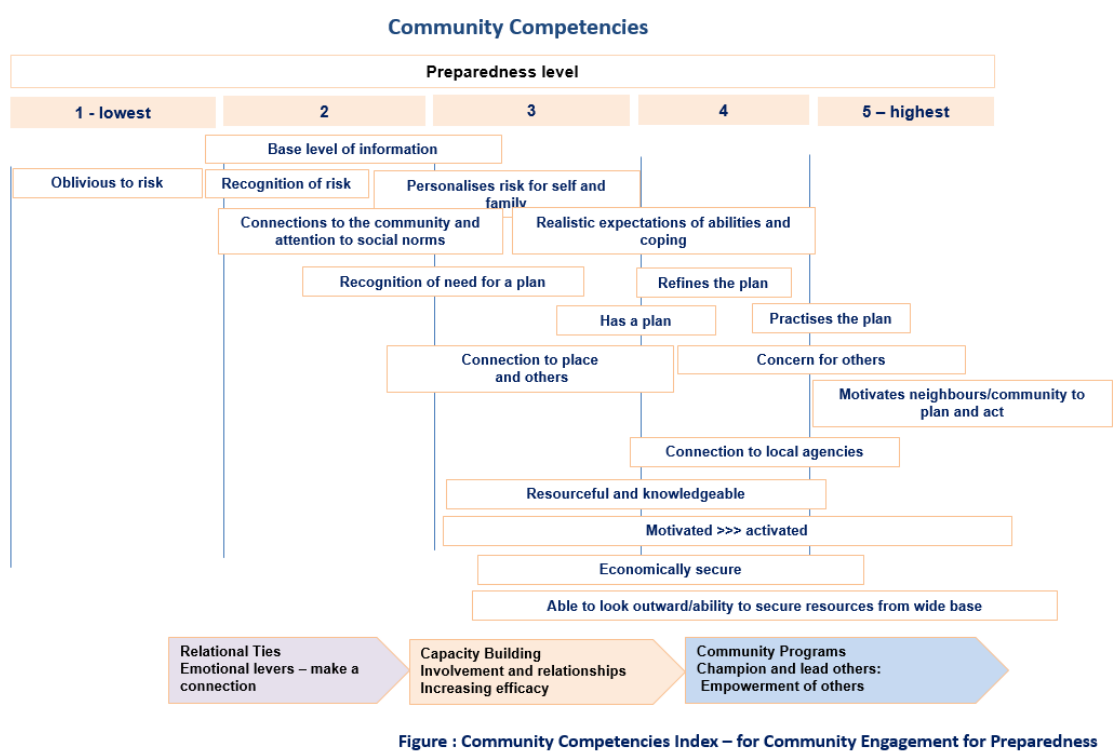 Community Competencies
Preparedness level
1 - lowest
2
3
4
5 – highest
Base level of information
Oblivious to risk
Recognition of risk
Personalises risk for self and
family
Connections to the community and
attention to social norms
Realistic expectations of abilities and
coping
Recognition of need for a plan
Refines the plan
Has a plan
Practises the plan
Connection to place
and others
Concern for others
Motivates neighbours/community to
plan and act
Connection to local agencies
Resourceful and knowledgeable
Motivated >>> activated
Economically secure
Able to look outward/ability to secure resources from wide base
Relational Ties
Emotional levers – make a
connection
Capacity Building
Involvement and relationships
Increasing efficacy
Community Programs
Champion and lead others:
Empowerment of others
Figure : Community Competencies Index – for Community Engagement for Preparedness